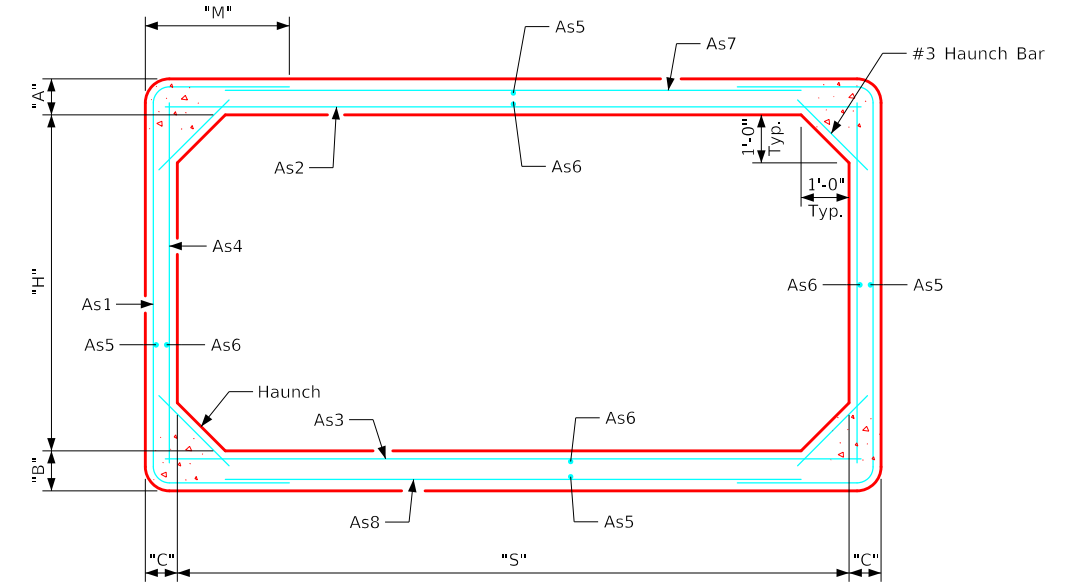 "M"
As5
As7
#3 Haunch Bar
"A"
1'-0"
Typ.
As2
As6
1'-0"
Typ.
As4
"H"
As1
As6
As5
As5
As6
Haunch
As3
As6
"B"
As8
As5
"C"
"S"
"C"